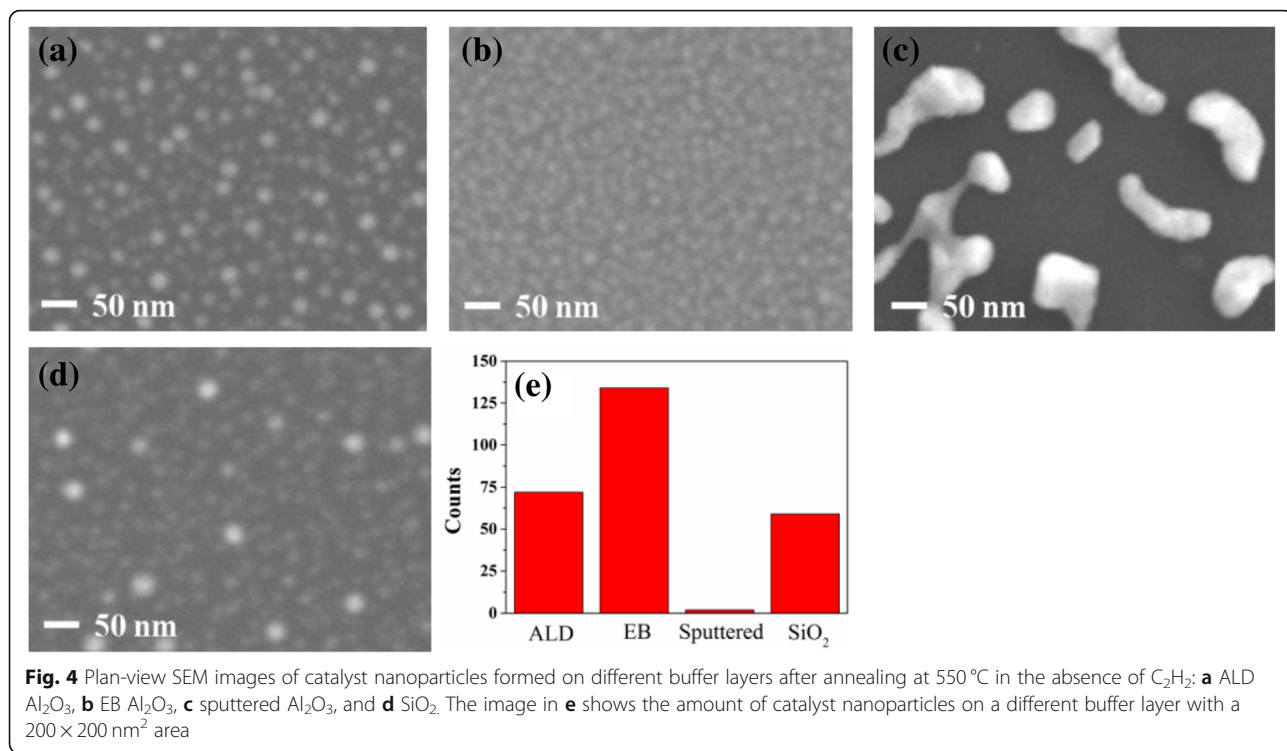 (a)
50 nm
(b)
50 nm
(c)
50 nm
(d)
50 nm
(e)
150
125
100
75
50
25
0
Counts
ALD EB Sputtered SiO₂
Fig. 4 Plan-view SEM images of catalyst nanoparticles formed on different buffer layers after annealing at 550 °C in the absence of C₂H₂: a ALD
Al₂O₃, b EB Al₂O₃, c sputtered Al₂O₃, and d SiO₂. The image in e shows the amount of catalyst nanoparticles on a different buffer layer with a
200 × 200 nm² area